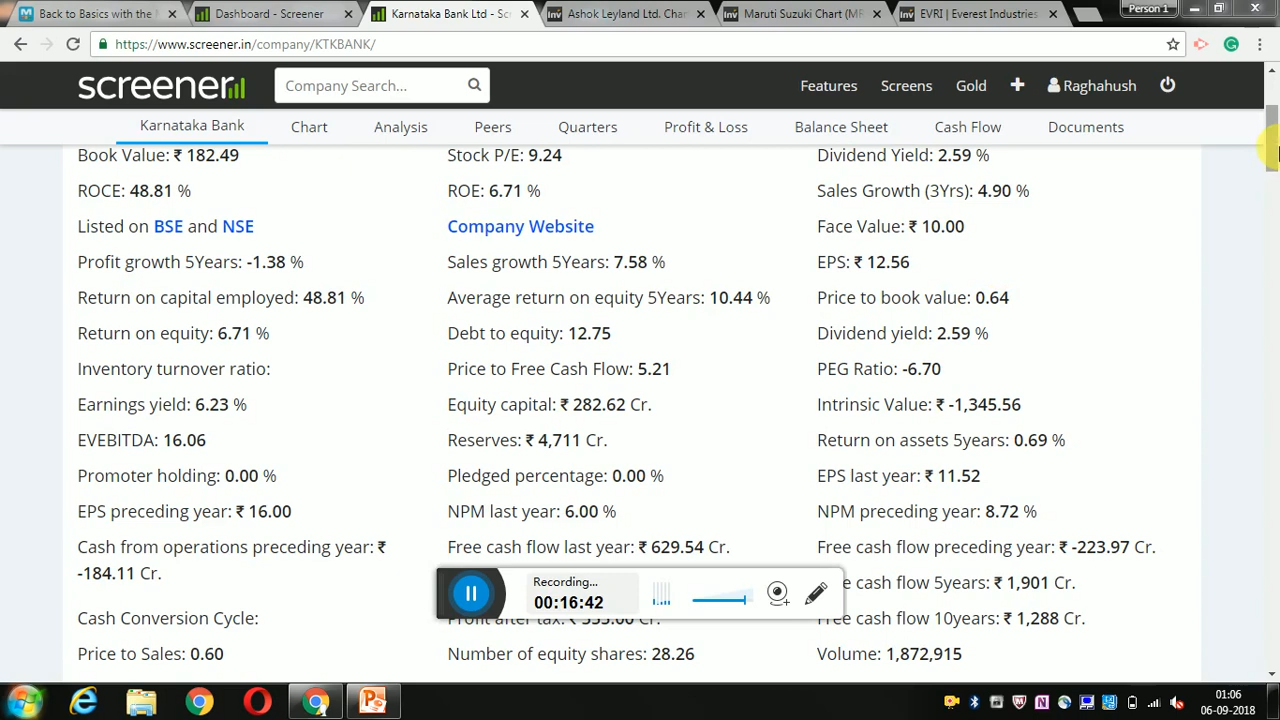 Back to Basics with the
Dashboard - Screener
Karnataka Bank Ltd - Sc
Ashok Leyland Ltd. Cha
Maruti Suzuki Chart (MR
EVRI | Everest Industries
Person 1
https://www.screener.in/company/KTKBANK/
screener
Company Search...
Features
Screens
Gold
Raghahush
Karnataka Bank
Chart
Analysis
Peers
Quarters
Profit & Loss
Balance Sheet
Cash Flow
Documents
Book Value: ₹ 182.49
Stock P/E: 9.24
Dividend Yield: 2.59 %
ROCE: 48.81 %
ROE: 6.71 %
Sales Growth (3Yrs): 4.90 %
Listed on BSE and NSE
Company Website
Face Value: ₹ 10.00
Profit growth 5Years: -1.38 %
Sales growth 5Years: 7.58 %
EPS: ₹ 12.56
Return on capital employed: 48.81 %
Average return on equity 5Years: 10.44 %
Price to book value: 0.64
Return on equity: 6.71 %
Debt to equity: 12.75
Dividend yield: 2.59 %
Inventory turnover ratio:
Price to Free Cash Flow: 5.21
PEG Ratio: -6.70
Earnings yield: 6.23 %
Equity capital: ₹ 282.62 Cr.
Intrinsic Value: ₹ -1,345.56
EVEBITDA: 16.06
Reserves: ₹ 4,711 Cr.
Return on assets 5years: 0.69 %
Promoter holding: 0.00 %
Pledged percentage: 0.00 %
EPS last year: ₹ 11.52
EPS preceding year: ₹ 16.00
NPM last year: 6.00 %
NPM preceding year: 8.72 %
Cash from operations preceding year: ₹
-184.11 Cr.
Free cash flow last year: ₹ 629.54 Cr.
Free cash flow preceding year: ₹ -223.97 Cr.
Recording...
00:16:42
e cash flow 5years: ₹ 1,901 Cr.
Cash Conversion Cycle:
Profit after tax: ₹ Cr.
ee cash flow 10years: ₹ 1,288 Cr.
Price to Sales: 0.60
Number of equity shares: 28.26
Volume: 1,872,915
01:06
06-09-2018